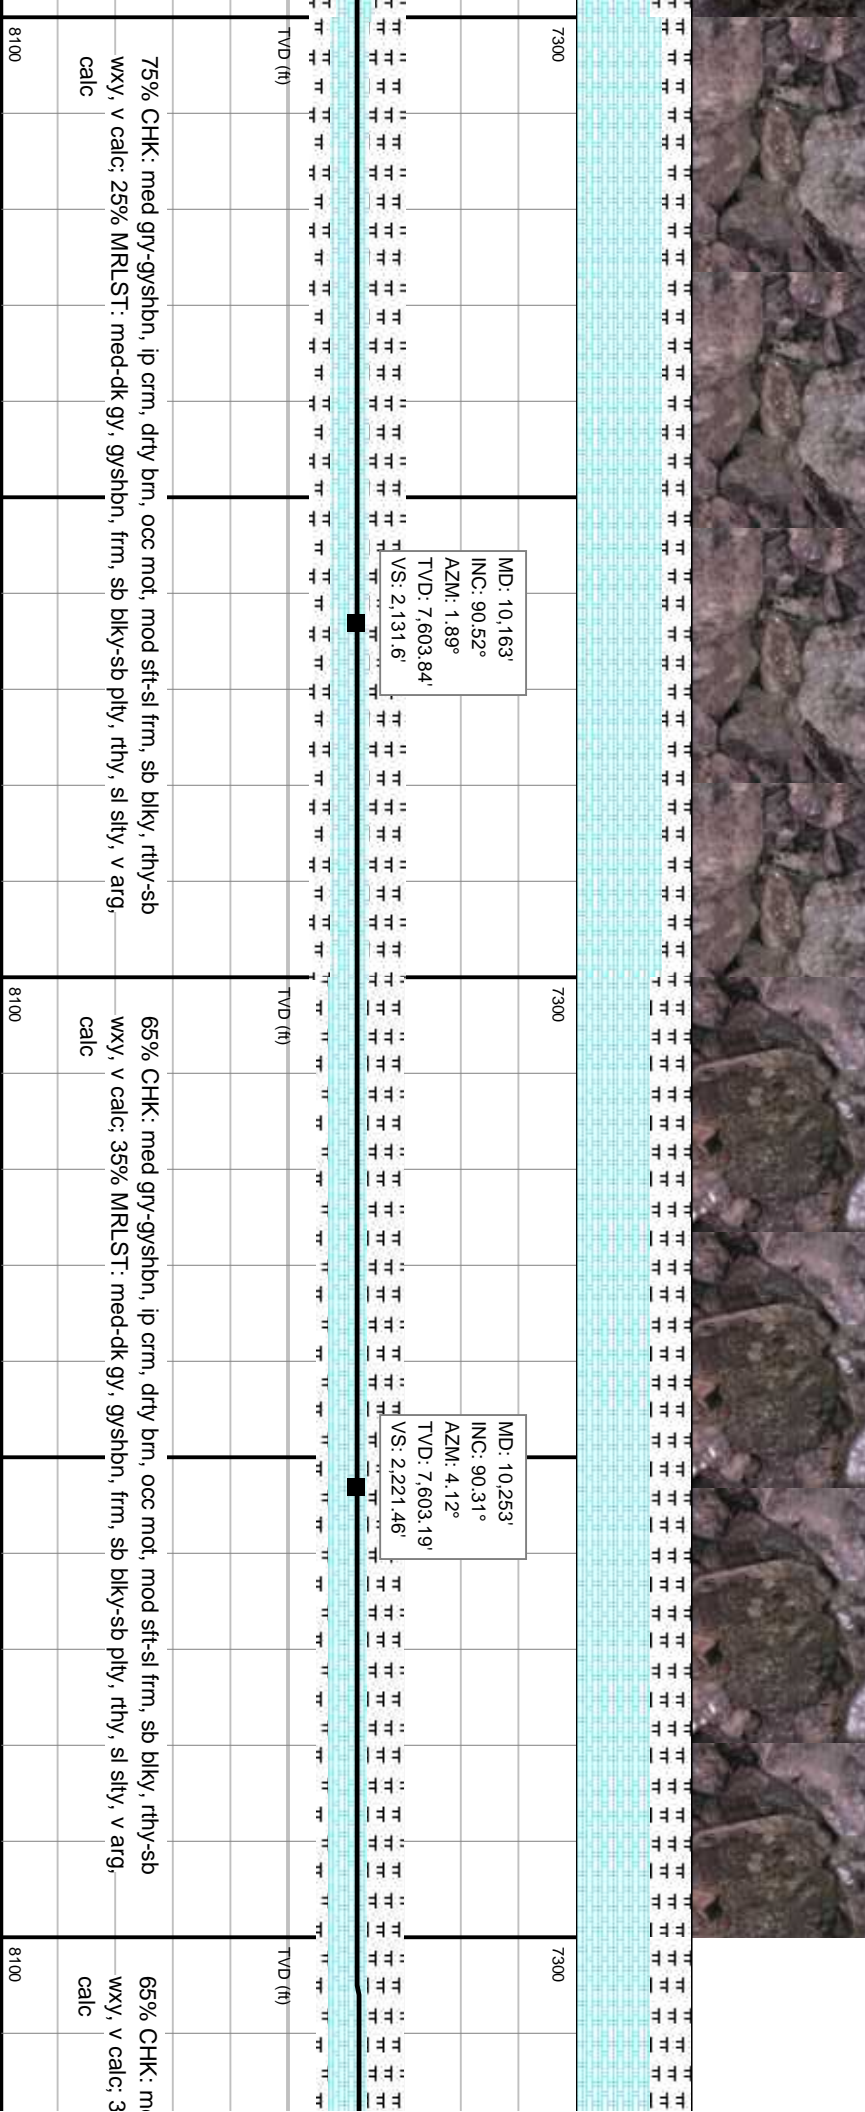 7300
TVD (ft)
8100
MD: 10,163'
INC: 90.52°
AZM: 1.89°
TVD: 7,603.84'
VS: 2,131.6'
75% CHK: med gry-gyshbn, ip crm, drty brn, occ mot, mod sft-sl frm, sb blky, rthy-sb
wxy, v calc; 25% MRLST: med-dk gy, gyshbn, frm, sb blky-sb plty, rthy, sl slty, v arg,
calc
7300
TVD (ft)
8100
MD: 10,253'
INC: 90.31°
AZM: 4.12°
TVD: 7,603.19'
VS: 2,221.46'
65% CHK: med gry-gyshbn, ip crm, drty brn, occ mot, mod sft-sl frm, sb blky, rthy-sb
wxy, v calc; 35% MRLST: med-dk gy, gyshbn, frm, sb blky-sb plty, rthy, sl slty, v arg,
calc
7300
TVD (ft)
8100
65% CHK: me
wxy, v calc; 3
calc